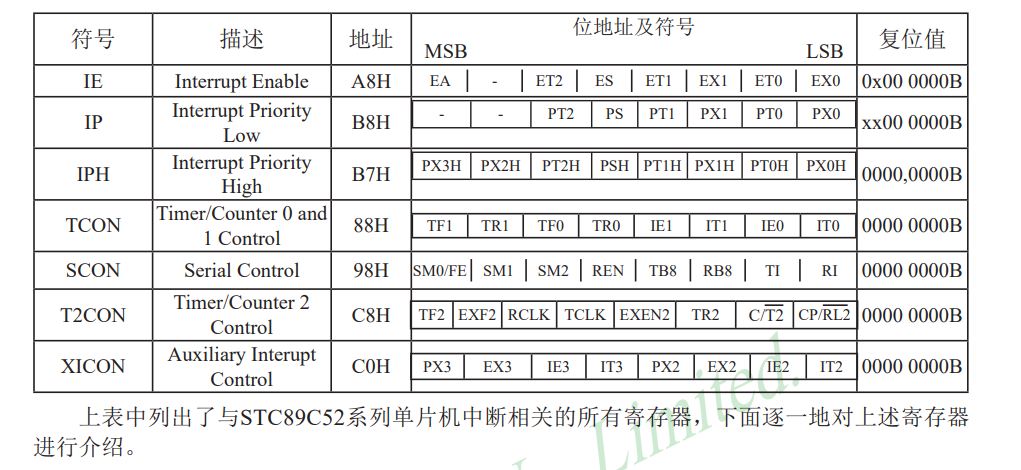 符号 描述 地址 位地址及符号 复位值
MSB LSB
IE Interrupt Enable A8H EA - ET2 ES ET1 EX1 ET0 EX0 0x00 0000B
IP Interrupt Priority Low B8H - - PT2 PS PT1 PX1 PT0 PX0 xx00 0000B
IPH Interrupt Priority High B7H PX3H PX2H PT2H PSH PT1H PX1H PT0H PX0H 0000,0000B
TCON Timer/Counter 0 and 1 Control 88H TF1 TR1 TF0 TR0 IE1 IT1 IE0 IT0 0000 0000B
SCON Serial Control 98H SM0/FE SM1 SM2 REN TB8 RB8 TI RI 0000 0000B
T2CON Timer/Counter 2 Control C8H TF2 EXF2 RCLK TCLK EXEN2 TR2 C/T̅2̅ CP/R̅L̅2̅ 0000 0000B
XICON Auxiliary Interupt Control C0H PX3 EX3 IE3 IT3 PX2 EX2 IE2 IT2 0000 0000B
上表中列出了与STC89C52系列单片机中断相关的所有寄存器，下面逐一地对上述寄存器
进行介绍。
Limited.